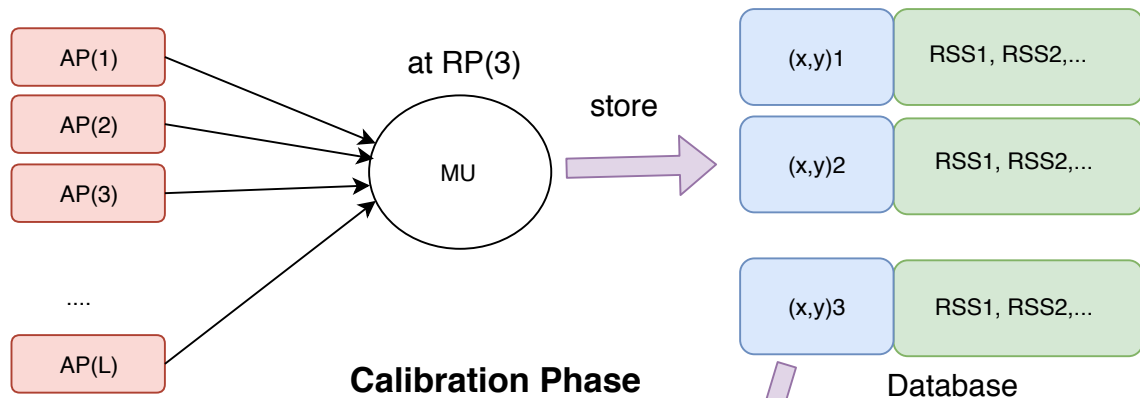 AP(1)
AP(2)
AP(3)
....
AP(L)
at RP(3)
MU
store
(x,y)1
RSS1, RSS2,...
(x,y)2
RSS1, RSS2,...
(x,y)3
RSS1, RSS2,...
Calibration Phase
Database